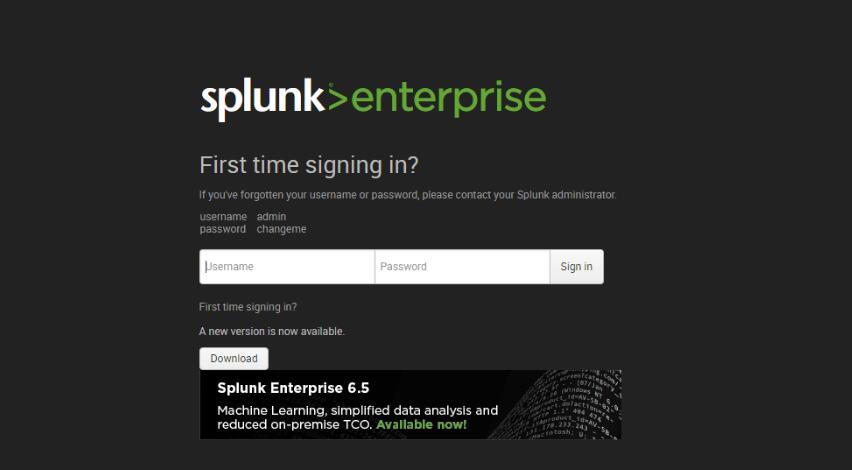 splunk>enterprise
First time signing in?
If you've forgotten your username or password, please contact your Splunk administrator.
username admin
password changeme
Username Password Sign in
First time signing in?
A new version is now available.
Download
Splunk Enterprise 6.5
Machine Learning, simplified data analysis and
reduced on-premise TCO. Available now!